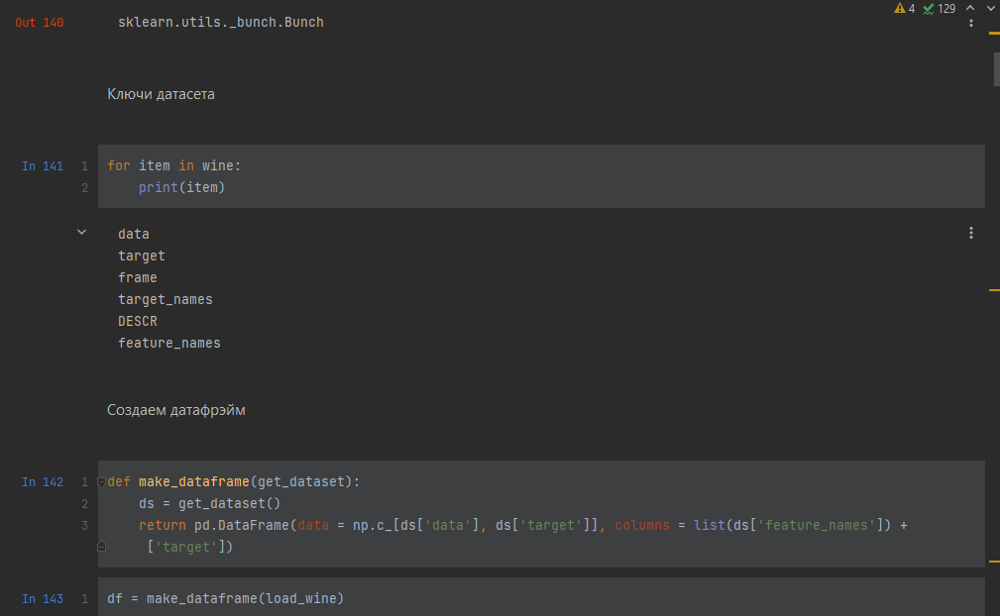 4 129
Out 140 sklearn.utils._bunch.Bunch
Ключи датасета
In 141 1 for item in wine:
2 print(item)
data
target
frame
target_names
DESCR
feature_names
Создаем датафрэйм
In 142 1 def make_dataframe(get_dataset):
2 ds = get_dataset()
3 return pd.DataFrame(data = np.c_[ds['data'], ds['target']], columns = list(ds['feature_names']) +
['target'])
In 143 1 df = make_dataframe(load_wine)